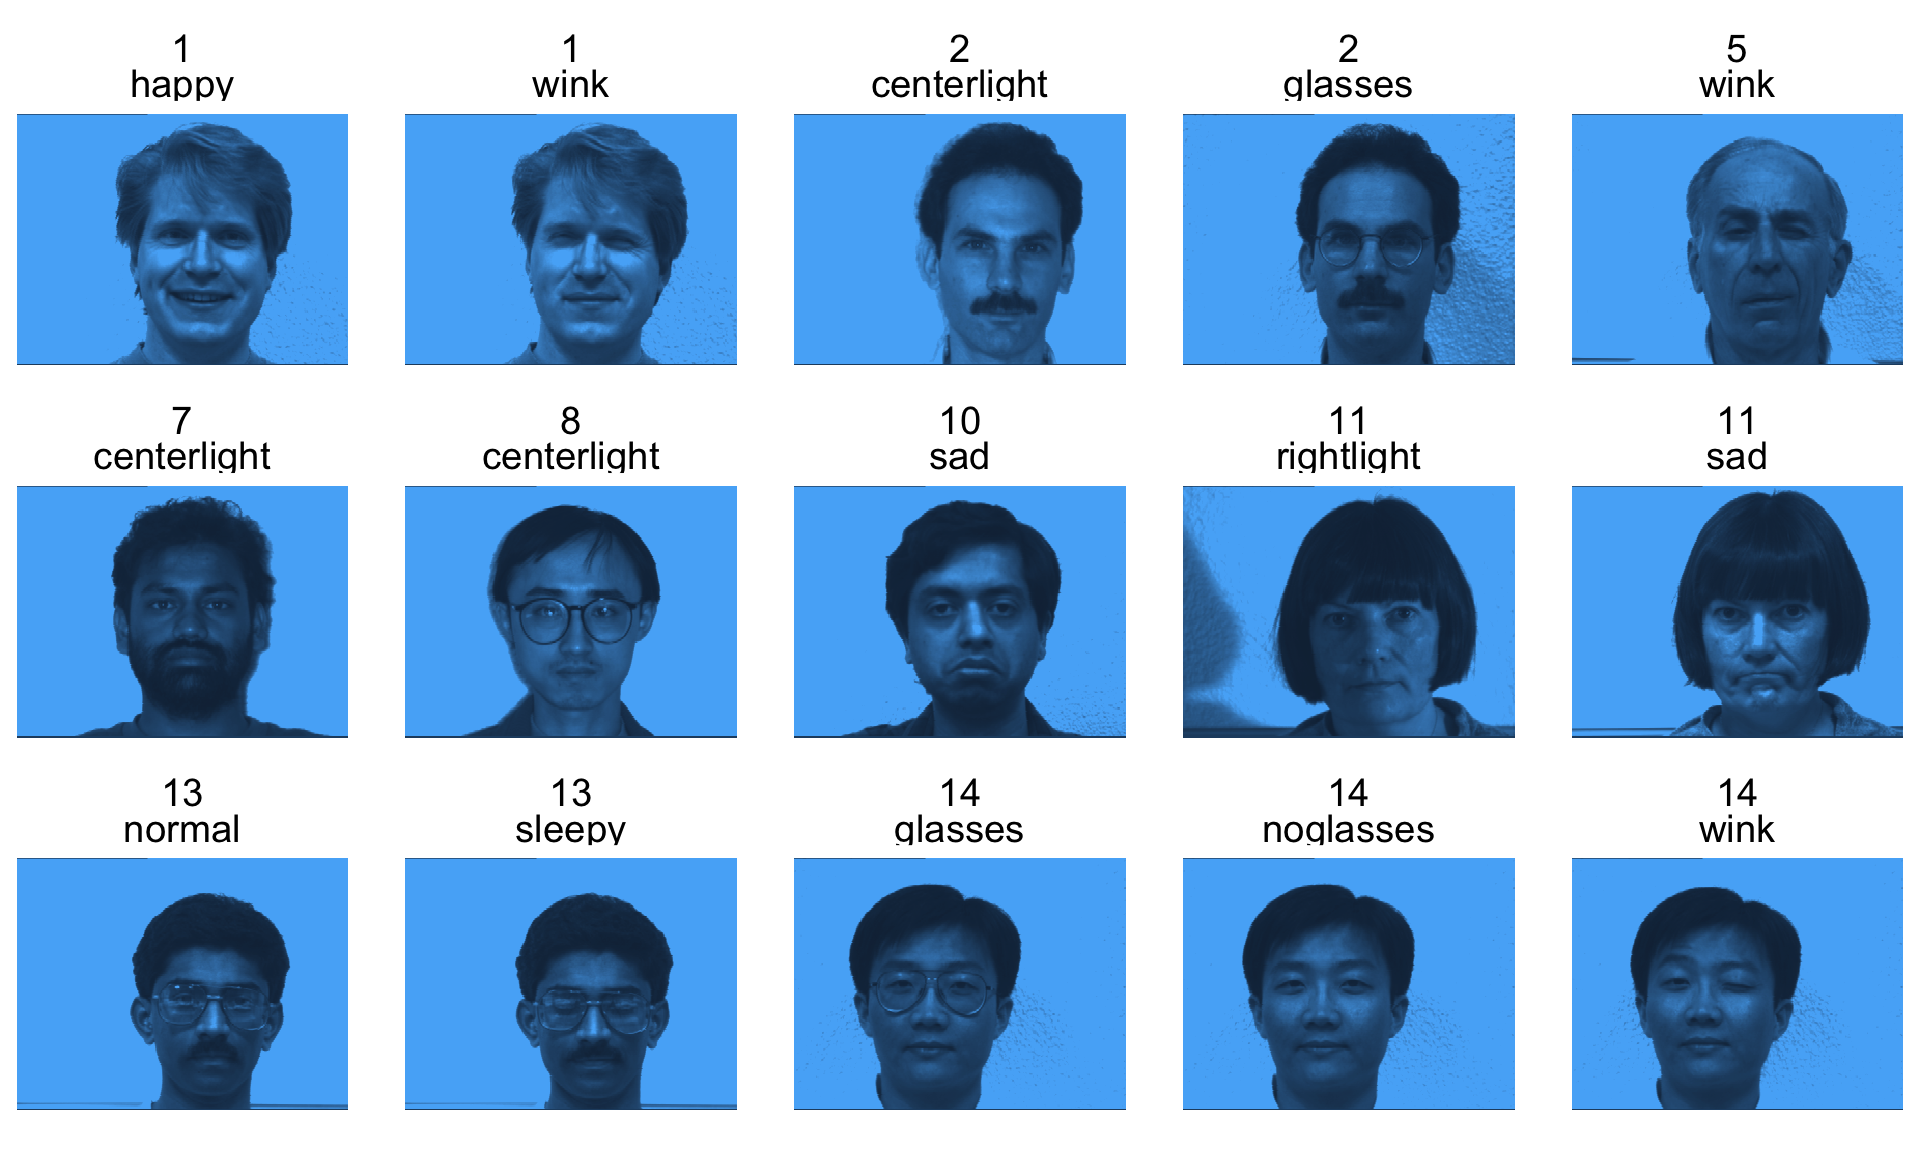 1
happy
1
wink
2
centerlight
2
glasses
5
wink
7
centerlight
8
centerlight
10
sad
11
rightlight
11
sad
13
normal
13
sleepy
14
glasses
14
noglasses
14
wink